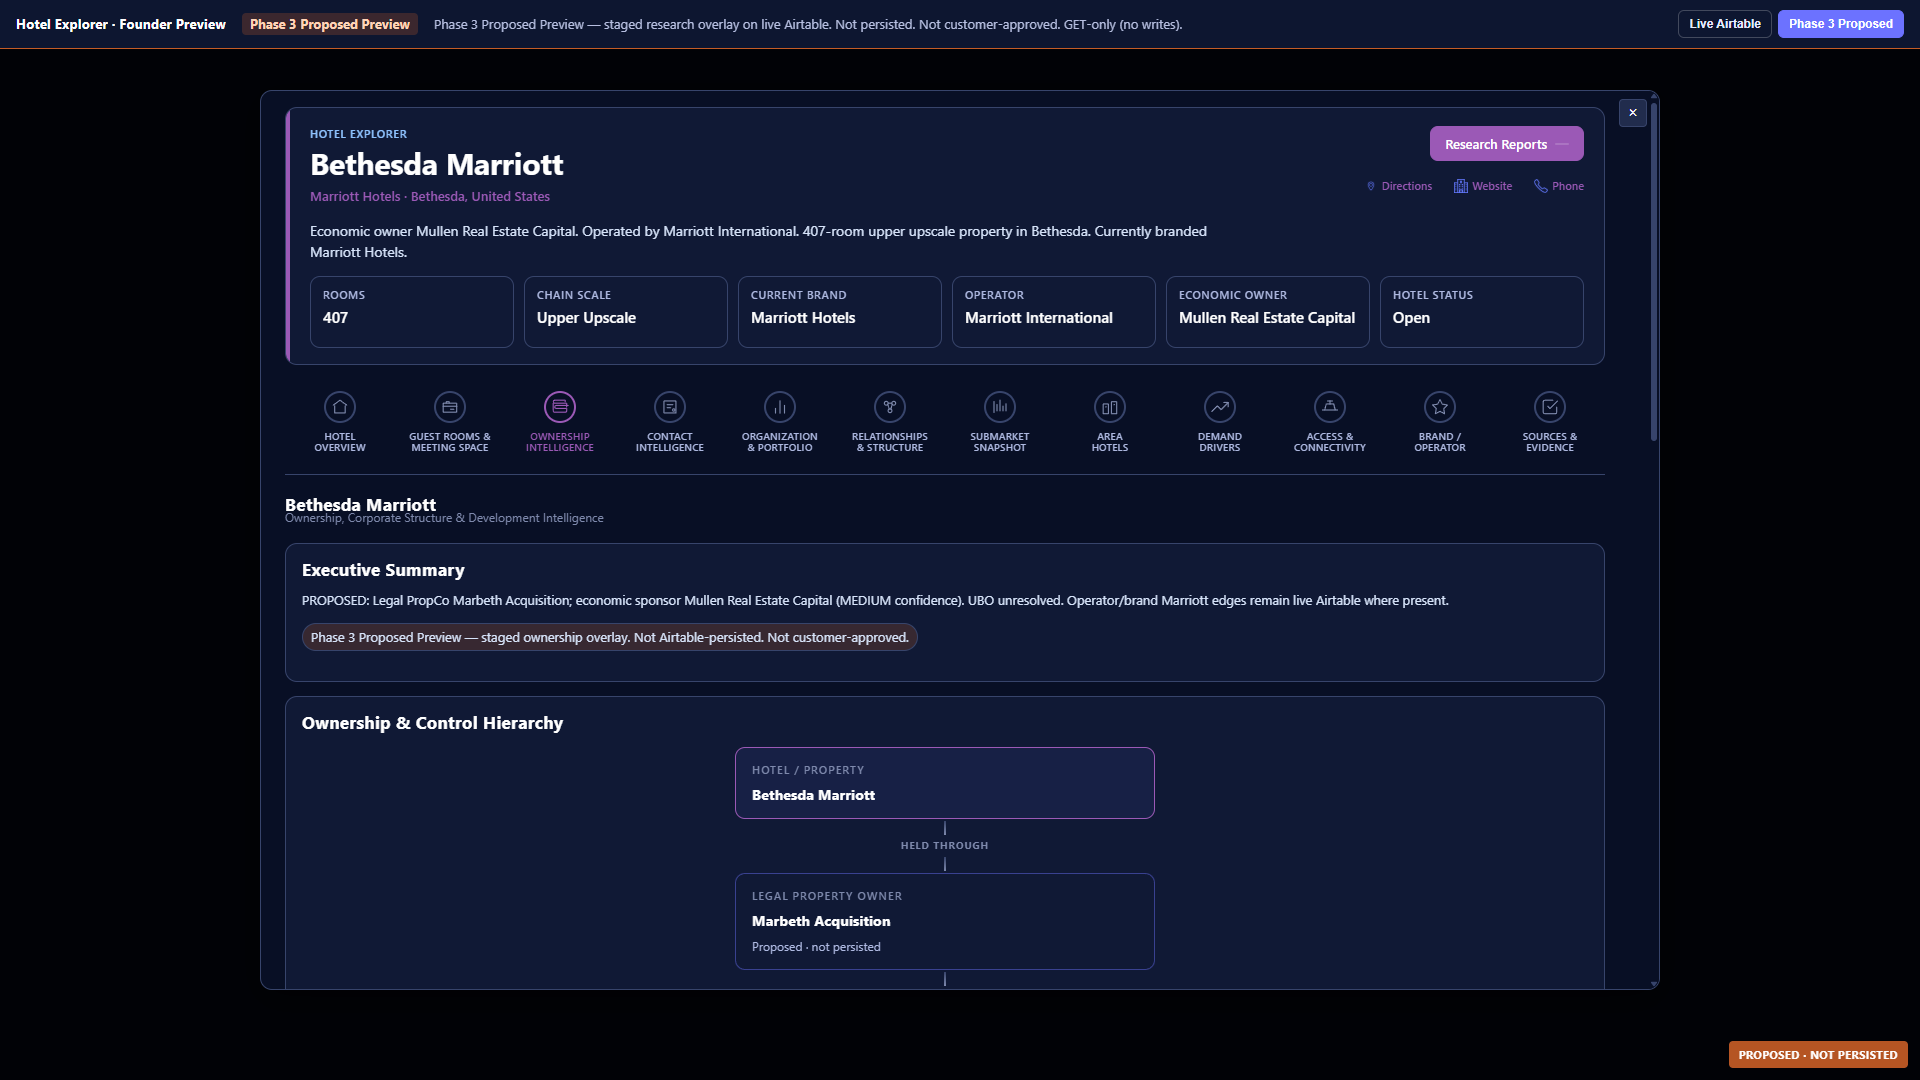 Hotel Explorer · Founder Preview
Phase 3 Proposed Preview
Phase 3 Proposed Preview — staged research overlay on live Airtable. Not persisted. Not customer-approved. GET-only (no writes).
Live Airtable
Phase 3 Proposed
×
HOTEL EXPLORER
Bethesda Marriott
Marriott Hotels · Bethesda, United States
Research Reports —
Directions
Website
Phone
Economic owner Mullen Real Estate Capital. Operated by Marriott International. 407-room upper upscale property in Bethesda. Currently branded
Marriott Hotels.
ROOMS
407
CHAIN SCALE
Upper Upscale
CURRENT BRAND
Marriott Hotels
OPERATOR
Marriott International
ECONOMIC OWNER
Mullen Real Estate Capital
HOTEL STATUS
Open
HOTEL
OVERVIEW
GUEST ROOMS &
MEETING SPACE
OWNERSHIP
INTELLIGENCE
CONTACT
INTELLIGENCE
ORGANIZATION
& PORTFOLIO
RELATIONSHIPS
& STRUCTURE
SUBMARKET
SNAPSHOT
AREA
HOTELS
DEMAND
DRIVERS
ACCESS &
CONNECTIVITY
BRAND /
OPERATOR
SOURCES &
EVIDENCE
Bethesda Marriott
Ownership, Corporate Structure & Development Intelligence
Executive Summary
PROPOSED: Legal PropCo Marbeth Acquisition; economic sponsor Mullen Real Estate Capital (MEDIUM confidence). UBO unresolved. Operator/brand Marriott edges remain live Airtable where present.
Phase 3 Proposed Preview — staged ownership overlay. Not Airtable-persisted. Not customer-approved.
Ownership & Control Hierarchy
HOTEL / PROPERTY
Bethesda Marriott
HELD THROUGH
LEGAL PROPERTY OWNER
Marbeth Acquisition
Proposed · not persisted
PROPOSED · NOT PERSISTED